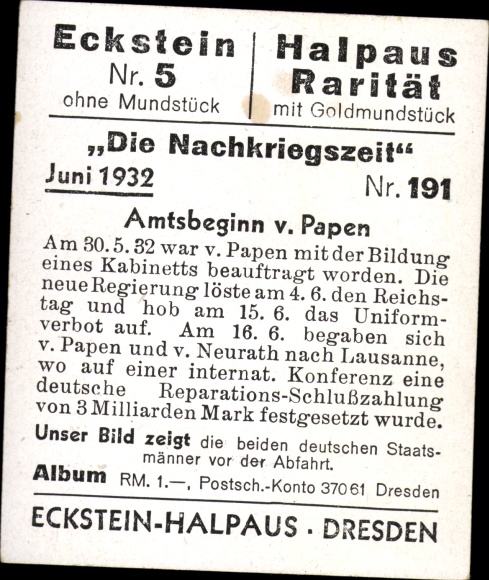 Eckstein
Nr. 5
ohne Mundstück
Halpaus
Rarität
mit Goldmundstück
„Die Nachkriegszeit“
Juni 1932 Nr. 191
Amtsbeginn v. Papen
Am 30. 5. 32 war v. Papen mit der Bildung
eines Kabinetts beauftragt worden. Die
neue Regierung löste am 4. 6. den Reichs-
tag und hob am 15. 6. das Uniform-
verbot auf. Am 16. 6. begaben sich
v. Papen und v. Neurath nach Lausanne,
wo auf einer internat. Konferenz eine
deutsche Reparations-Schlußzahlung
von 3 Milliarden Mark festgesetzt wurde.
Unser Bild zeigt die beiden deutschen Staats-
männer vor der Abfahrt.
Album RM. 1.—, Postsch.-Konto 37061 Dresden
ECKSTEIN-HALPAUS . DRESDEN